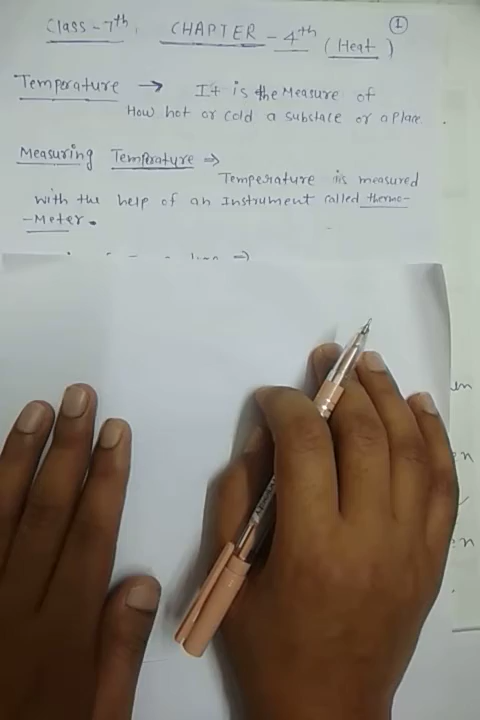 Class - 7th CHAPTER - 4th (Heat) 1
Temperature → It is the Measure of
How hot or cold a substace or a place
Measuring Temperature ⇒
Temperature is measured
with the help of an Instrument called thermo-
-Meter.